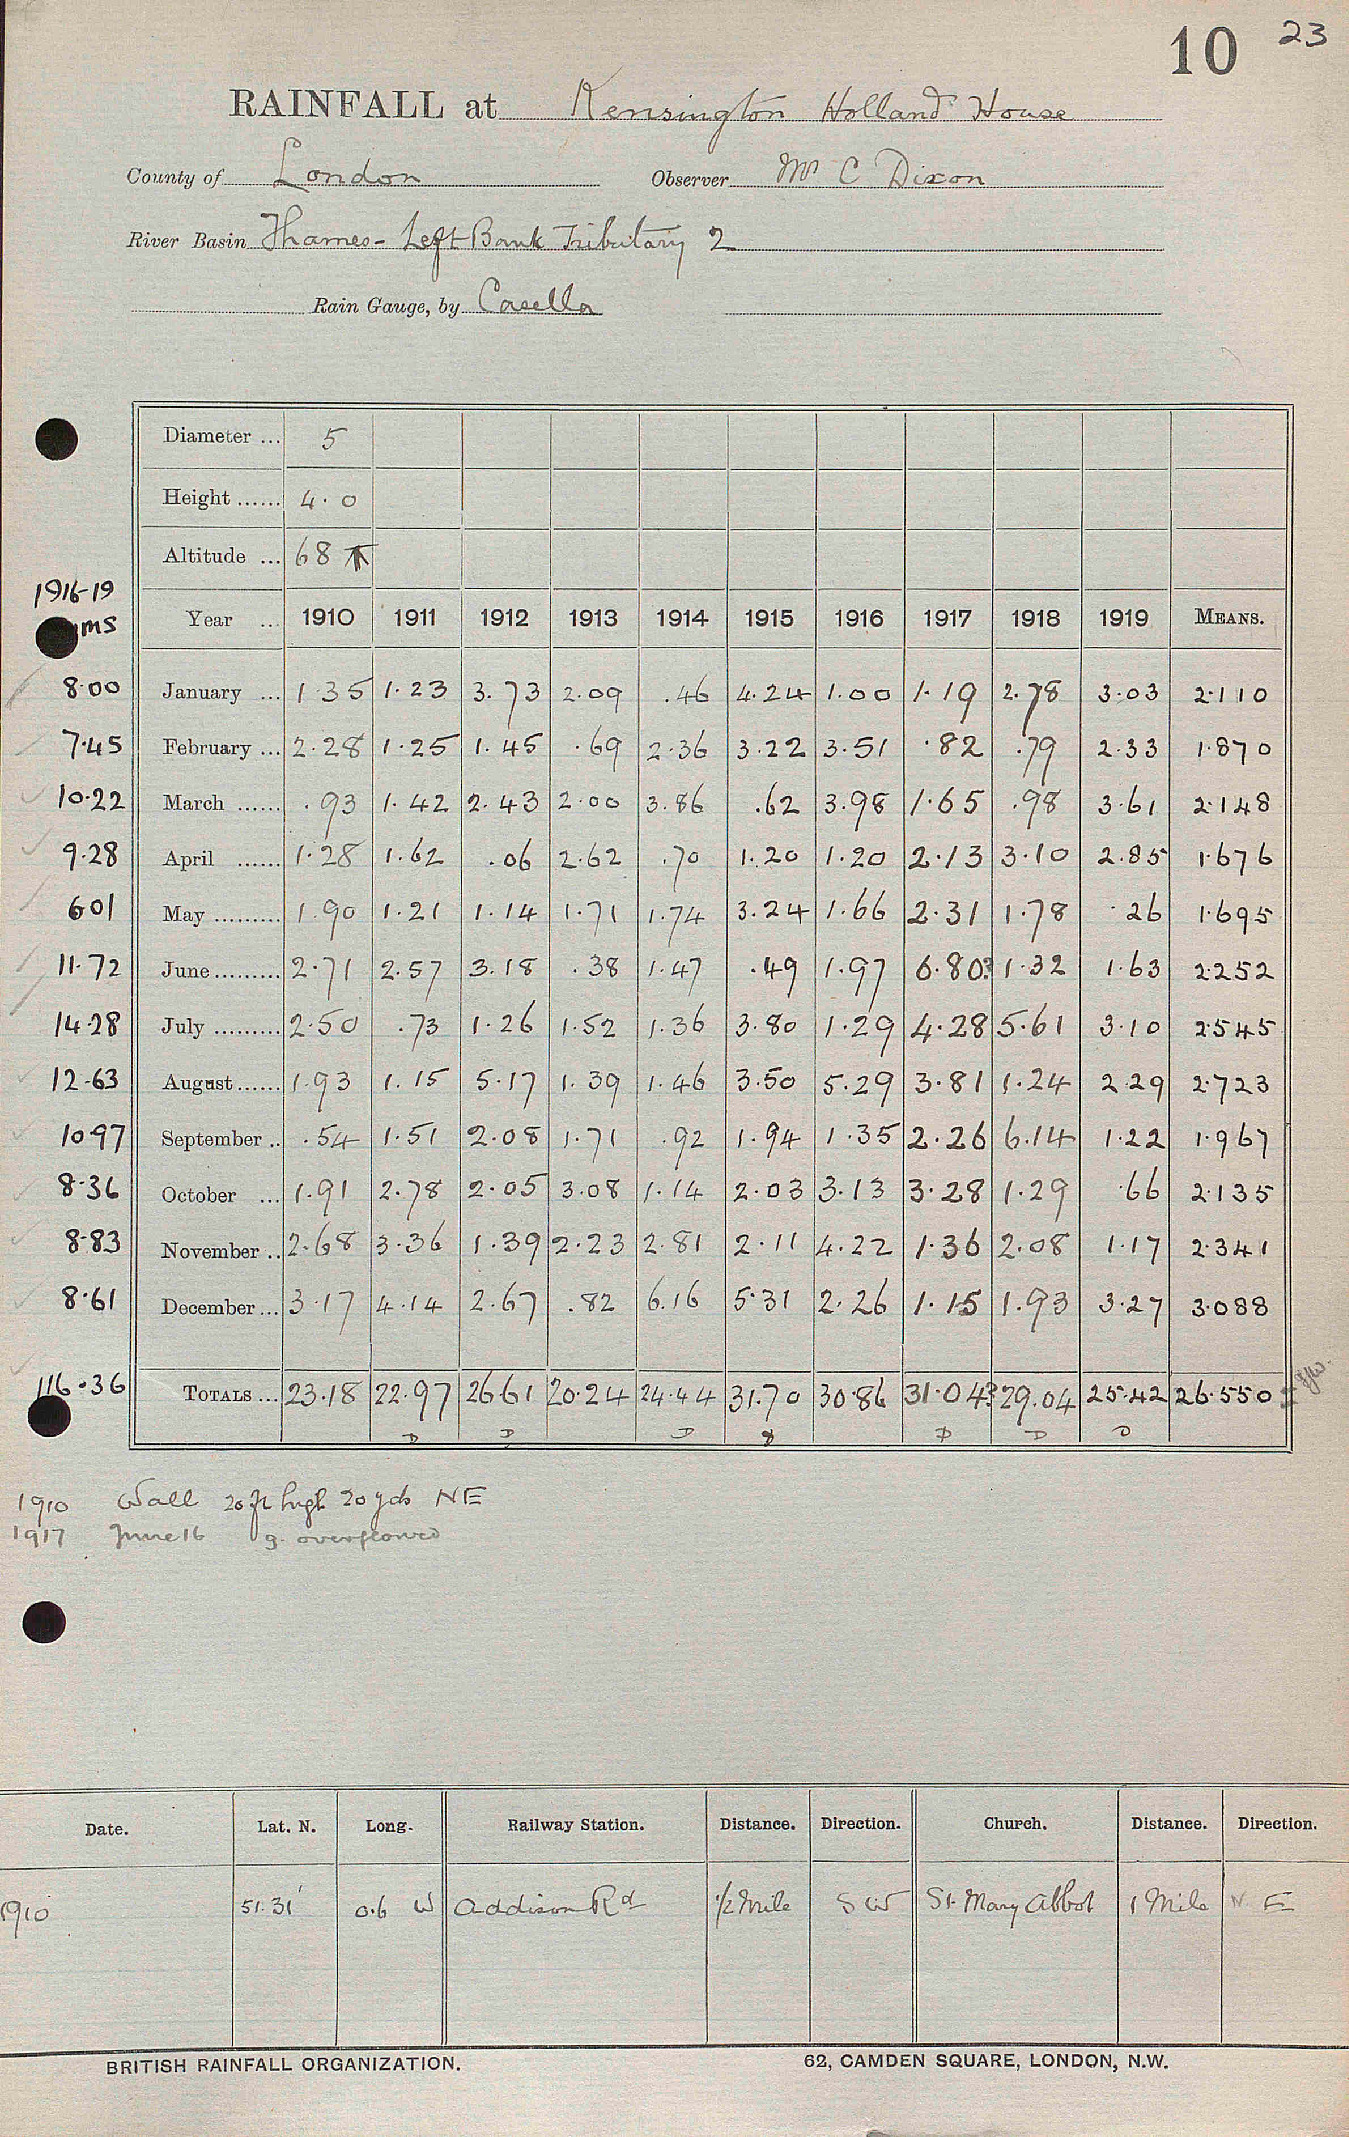 10 23
RAINFALL at Kensington Holland House
County of London Observer Mr C Dixon
River Basin Thames - Left Bank Tributary 2
Rain Gauge, by Casella
Diameter ... 5
Height ...... 4.0
Altitude ... 68
1916-19
ms
Year ... 1910 1911 1912 1913 1914 1915 1916 1917 1918 1919 MEANS.
8.00 January ... 1.35 1.23 3.73 2.09 .46 4.24 1.00 1.19 2.78 3.03 2.110
7.45 February ... 2.28 1.25 1.45 .69 2.36 3.22 3.51 .82 .79 2.33 1.870
10.22 March ...... .93 1.42 2.43 2.00 3.86 .62 3.98 1.65 .98 3.61 2.148
9.28 April ...... 1.28 1.62 .06 2.62 .70 1.20 1.20 2.13 3.10 2.85 1.676
6.01 May ......... 1.90 1.21 1.14 1.71 1.74 3.24 1.66 2.31 1.78 .26 1.695
11.72 June ......... 2.71 2.57 3.18 .38 1.47 .49 1.97 6.80? 1.32 1.63 2.252
14.28 July ......... 2.50 .73 1.26 1.52 1.36 3.80 1.29 4.28 5.61 3.10 2.545
12.63 August ...... 1.93 1.15 5.17 1.39 1.46 3.50 5.29 3.81 1.24 2.29 2.723
10.97 September .. .54 1.51 2.08 1.71 .92 1.94 1.35 2.26 6.14 1.22 1.967
8.36 October ... 1.91 2.78 2.05 3.08 1.14 2.03 3.13 3.28 1.29 .66 2.135
8.83 November .. 2.68 3.36 1.39 2.23 2.81 2.11 4.22 1.36 2.08 1.17 2.341
8.61 December ... 3.17 4.14 2.67 .82 6.16 5.31 2.26 1.15 1.93 3.27 3.088
116.36 TOTALS ... 23.18 22.97 26.61 20.24 24.44 31.70 30.86 31.04? 29.04 25.42 26.550
D D D D D D
1910 Wall 20 ft high 20 yds NE
1917 June 16 g. overflowed
Date. Lat. N. Long. Railway Station. Distance. Direction. Church. Distance. Direction.
1910 51.31' 0.6 W Addison Rd 1/2 Mile S W St. Mary Abbot 1 Mile N E
BRITISH RAINFALL ORGANIZATION. 62, CAMDEN SQUARE, LONDON, N.W.